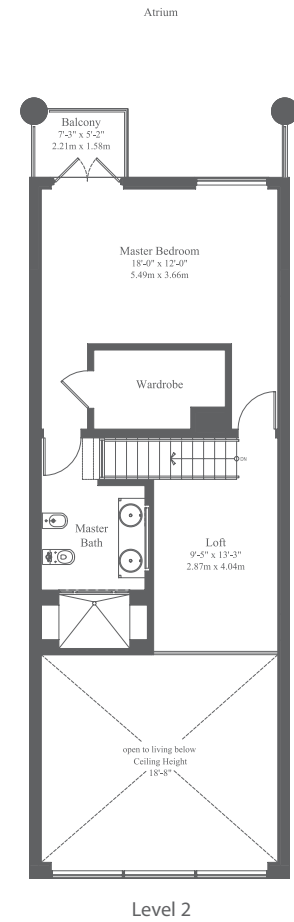 Atrium
Balcony
7'-3" x 5'-2"
2.21m x 1.58m
Master Bedroom
18'-0" x 12'-0"
5.49m x 3.66m
Wardrobe
DN
Master
Bath
Loft
9'-5" x 13'-3"
2.87m x 4.04m
open to living below
Ceiling Height
18'-8"
Level 2